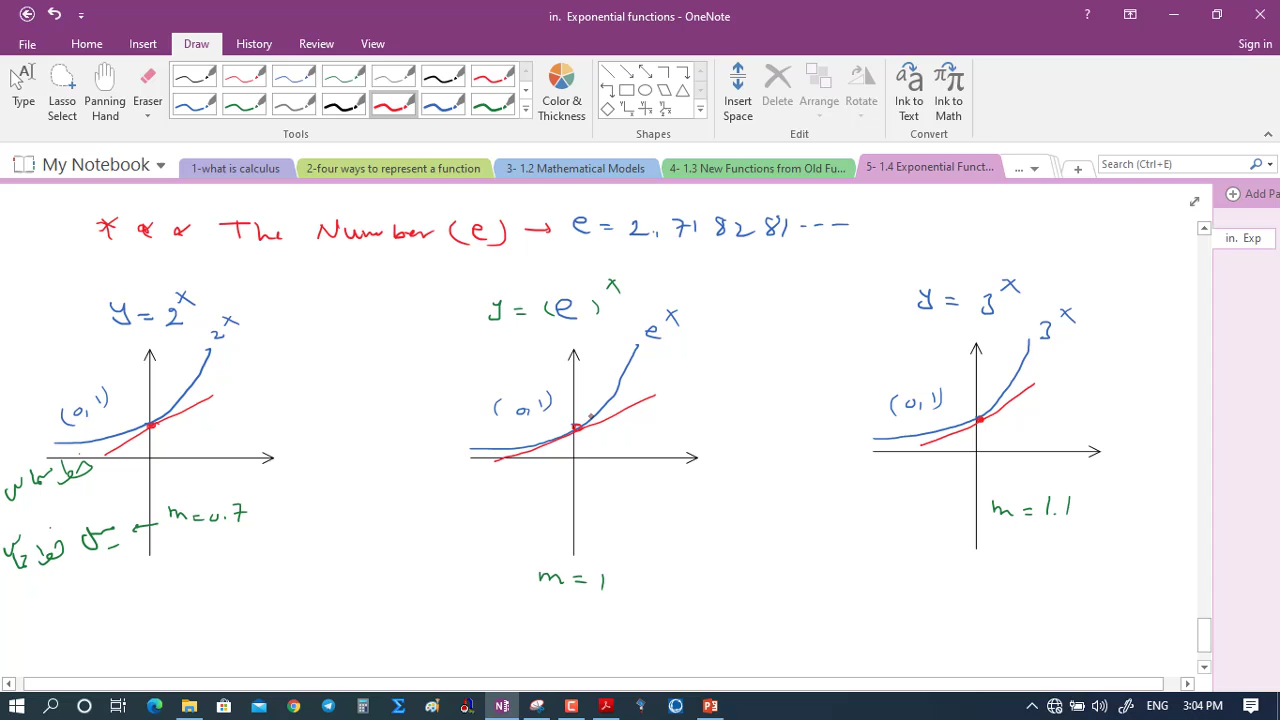 in. Exponential functions - OneNote
File Home Insert Draw History Review View
Sign in
Type
Lasso Select
Panning Hand
Eraser
Color & Thickness
Insert Space
Delete
Arrange
Rotate
Ink to Text
Ink to Math
Tools
Shapes
Edit
Convert
My Notebook
1-what is calculus
2-four ways to represent a function
3- 1.2 Mathematical Models
4- 1.3 New Functions from Old Fu...
5- 1.4 Exponential Funct...
...
Search (Ctrl+E)
Add Pa
in. Exp
* * * The Number (e) → e = 2.718281---
y = 2^x
y = (e)^x
y = 3^x
2^x
e^x
3^x
(0,1)
(0,1)
(0,1)
خط مماس
ميل خط المماس ← m = 0.7
m = 1
m = 1.1
ENG 3:04 PM